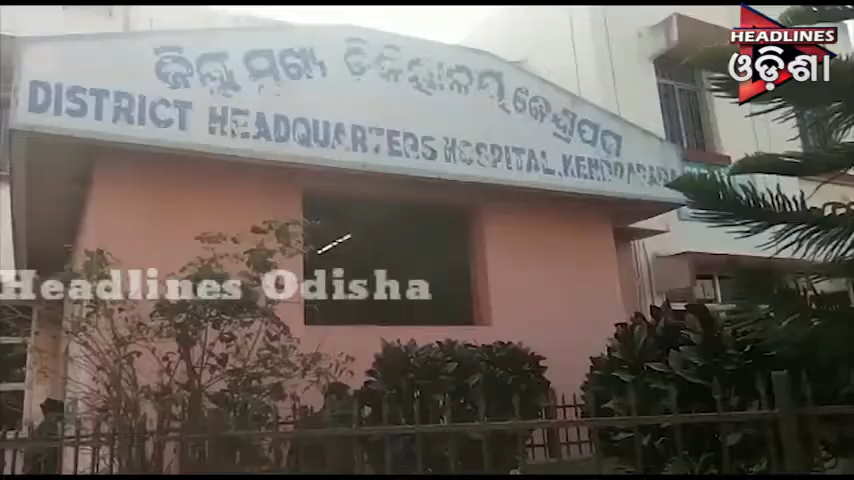 HEADLINES
ଓଡ଼ିଶା
ଜିଲ୍ଲା ମୁଖ୍ୟ ଚିକିତ୍ସାଳୟ କେନ୍ଦ୍ରାପଡ଼ା
DISTRICT HEADQUARTERS HOSPITAL, KENDRAPARA
Headlines Odisha